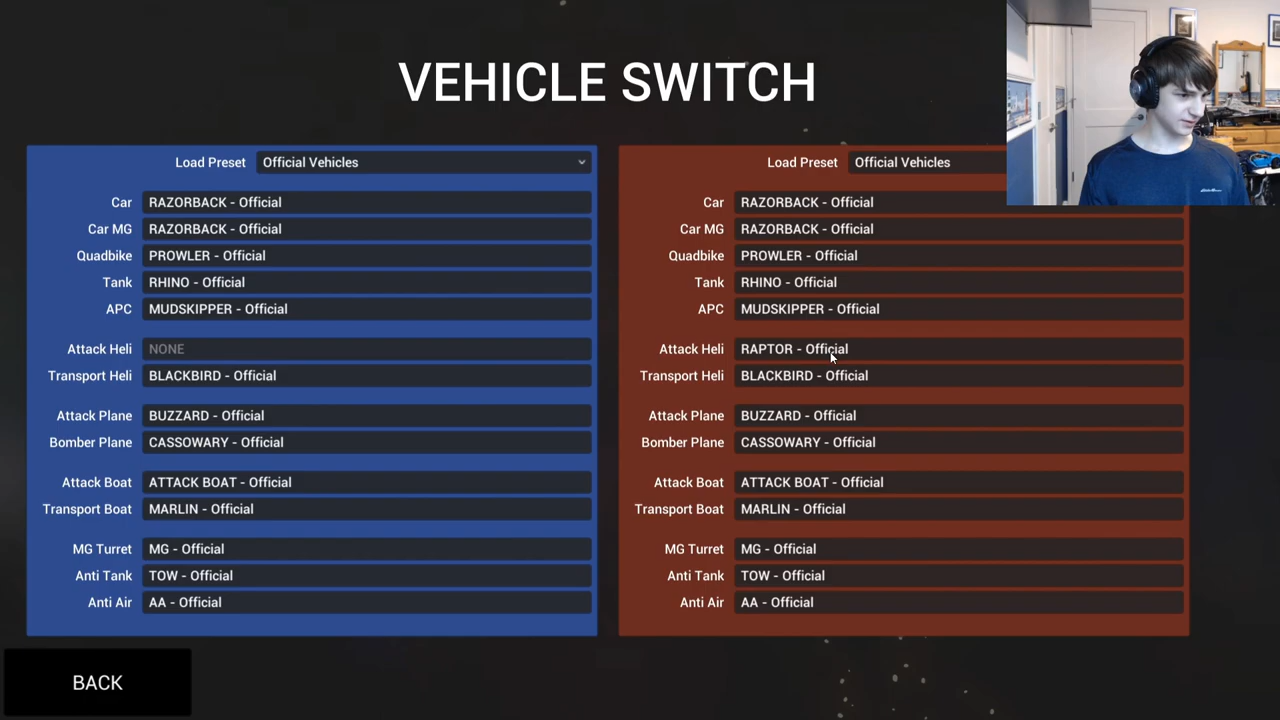 VEHICLE SWITCH
Load Preset Official Vehicles
Car RAZORBACK - Official
Car MG RAZORBACK - Official
Quadbike PROWLER - Official
Tank RHINO - Official
APC MUDSKIPPER - Official
Attack Heli NONE
Transport Heli BLACKBIRD - Official
Attack Plane BUZZARD - Official
Bomber Plane CASSOWARY - Official
Attack Boat ATTACK BOAT - Official
Transport Boat MARLIN - Official
MG Turret MG - Official
Anti Tank TOW - Official
Anti Air AA - Official
Load Preset Official Vehicles
Car RAZORBACK - Official
Car MG RAZORBACK - Official
Quadbike PROWLER - Official
Tank RHINO - Official
APC MUDSKIPPER - Official
Attack Heli RAPTOR - Official
Transport Heli BLACKBIRD - Official
Attack Plane BUZZARD - Official
Bomber Plane CASSOWARY - Official
Attack Boat ATTACK BOAT - Official
Transport Boat MARLIN - Official
MG Turret MG - Official
Anti Tank TOW - Official
Anti Air AA - Official
BACK